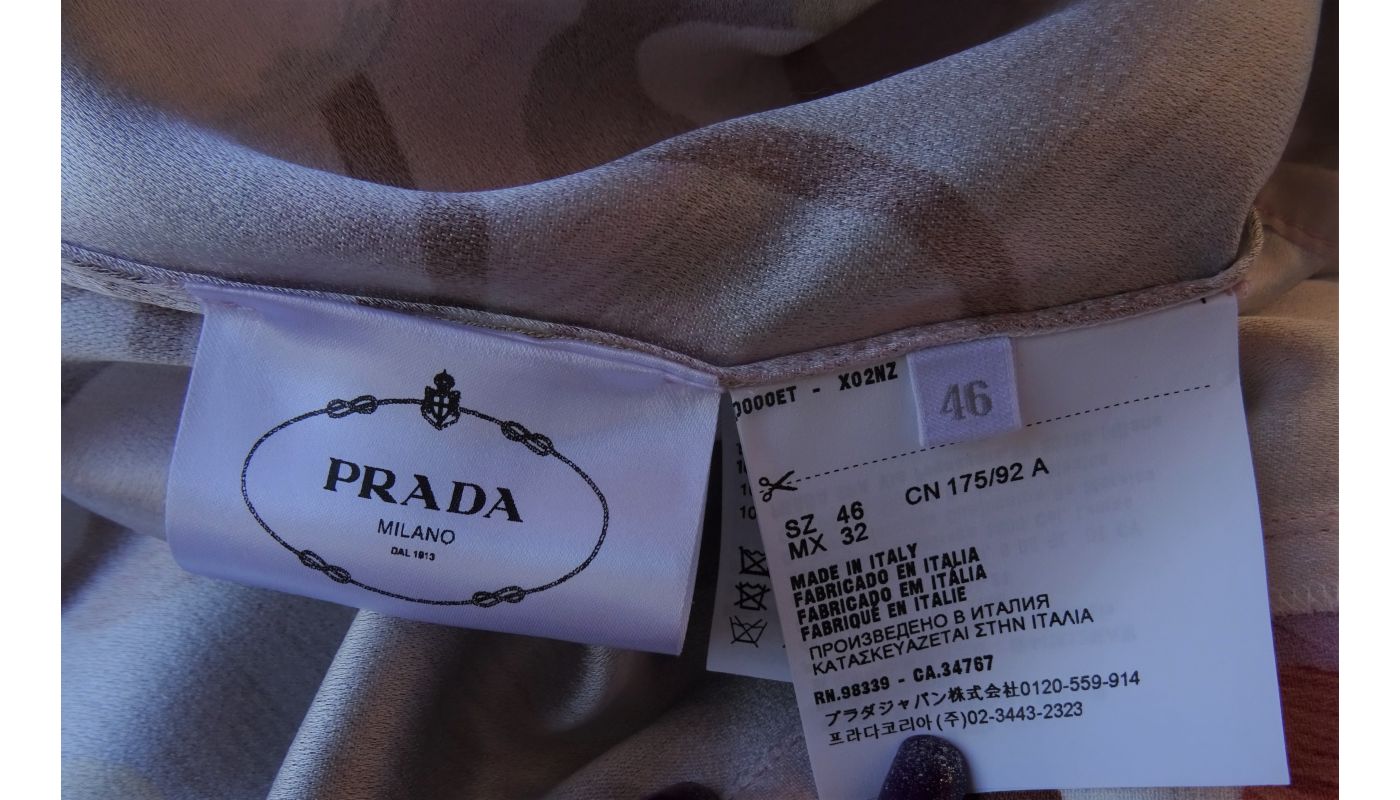 PRADA
MILANO
DAL 1913
0000ET - X02NZ
46
CN 175/92 A
SZ 46
MX 32
MADE IN ITALY
FABRICADO EN ITALIA
FABRICADO EM ITÁLIA
FABRIQUÉ EN ITALIE
ПРОИЗВЕДЕНО В ИТАЛИЯ
ΚΑΤΑΣΚΕΥΑΖΕΤΑΙ ΣΤΗΝ ΙΤΑΛΙΑ
RN.98339 - CA.34767
プラダジャパン株式会社0120-559-914
프라다코리아(주)02-3443-2323